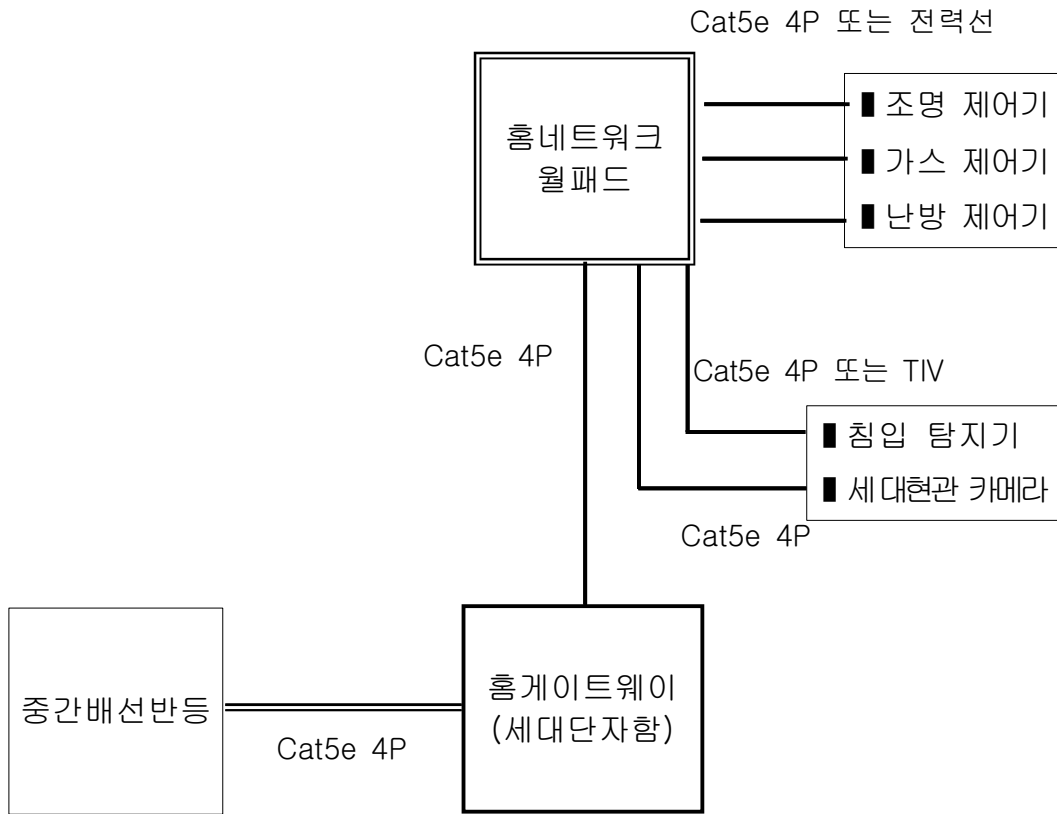 Cat5e 4P 또는 전력선
홈네트워크
월패드
■ 조명 제어기
■ 가스 제어기
■ 난방 제어기
Cat5e 4P
Cat5e 4P 또는 TIV
■ 침입 탐지기
■ 세대현관 카메라
Cat5e 4P
중간배선반등
Cat5e 4P
홈게이트웨이
(세대단자함)